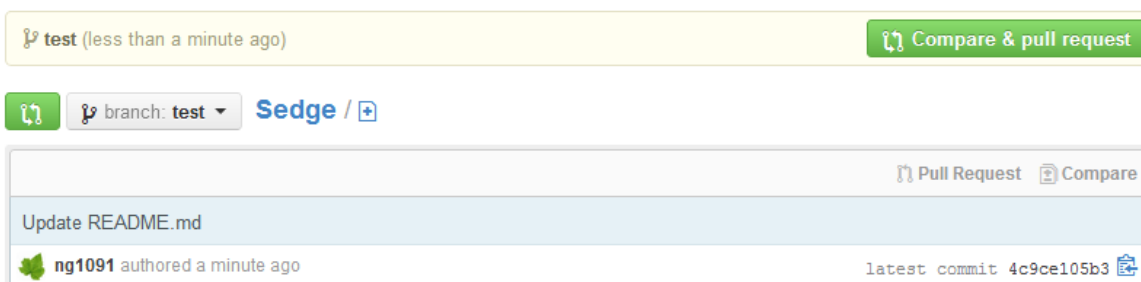 test (less than a minute ago) Compare & pull request
branch: test Sedge /
Pull Request Compare
Update README.md
ng1091 authored a minute ago latest commit 4c9ce105b3